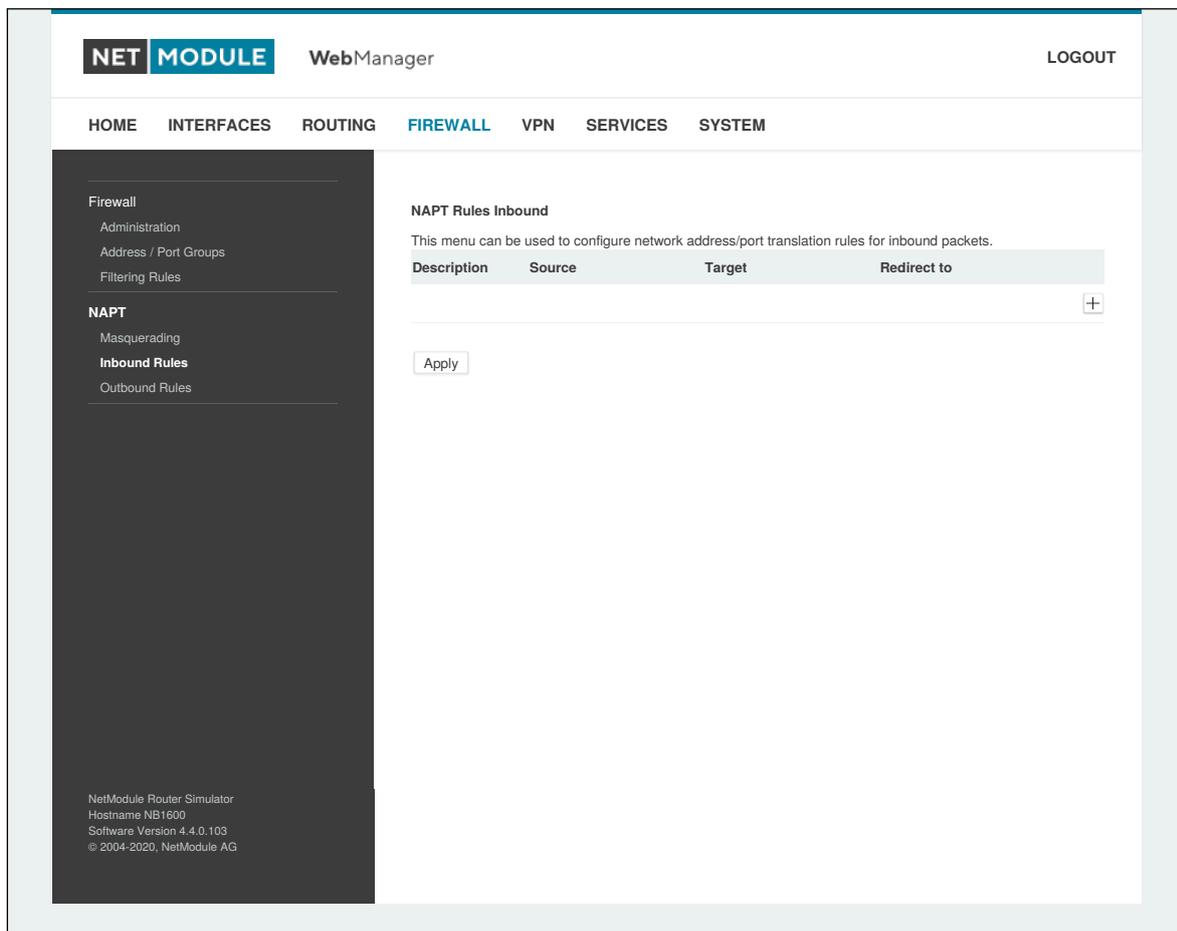 NET MODULE WebManager LOGOUT
HOME INTERFACES ROUTING FIREWALL VPN SERVICES SYSTEM
Firewall
Administration
Address / Port Groups
Filtering Rules
NAPT
Masquerading
Inbound Rules
Outbound Rules
NAPT Rules Inbound
This menu can be used to configure network address/port translation rules for inbound packets.
Description Source Target Redirect to
Apply
NetModule Router Simulator
Hostname NB1600
Software Version 4.4.0.103
© 2004-2020, NetModule AG